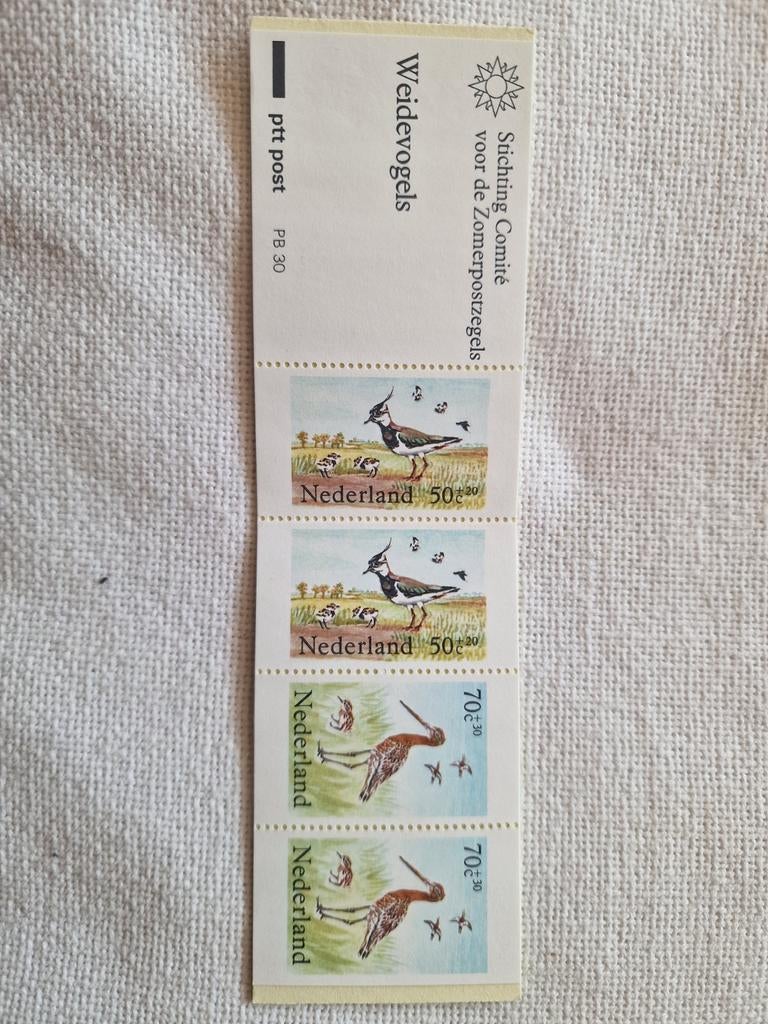 Stichting Comité
voor de Zomerpostzegels
Weidevogels
ptt post PB 30
Nederland 50c +20
Nederland 50c +20
70c +30
Nederland
70c +30
Nederland